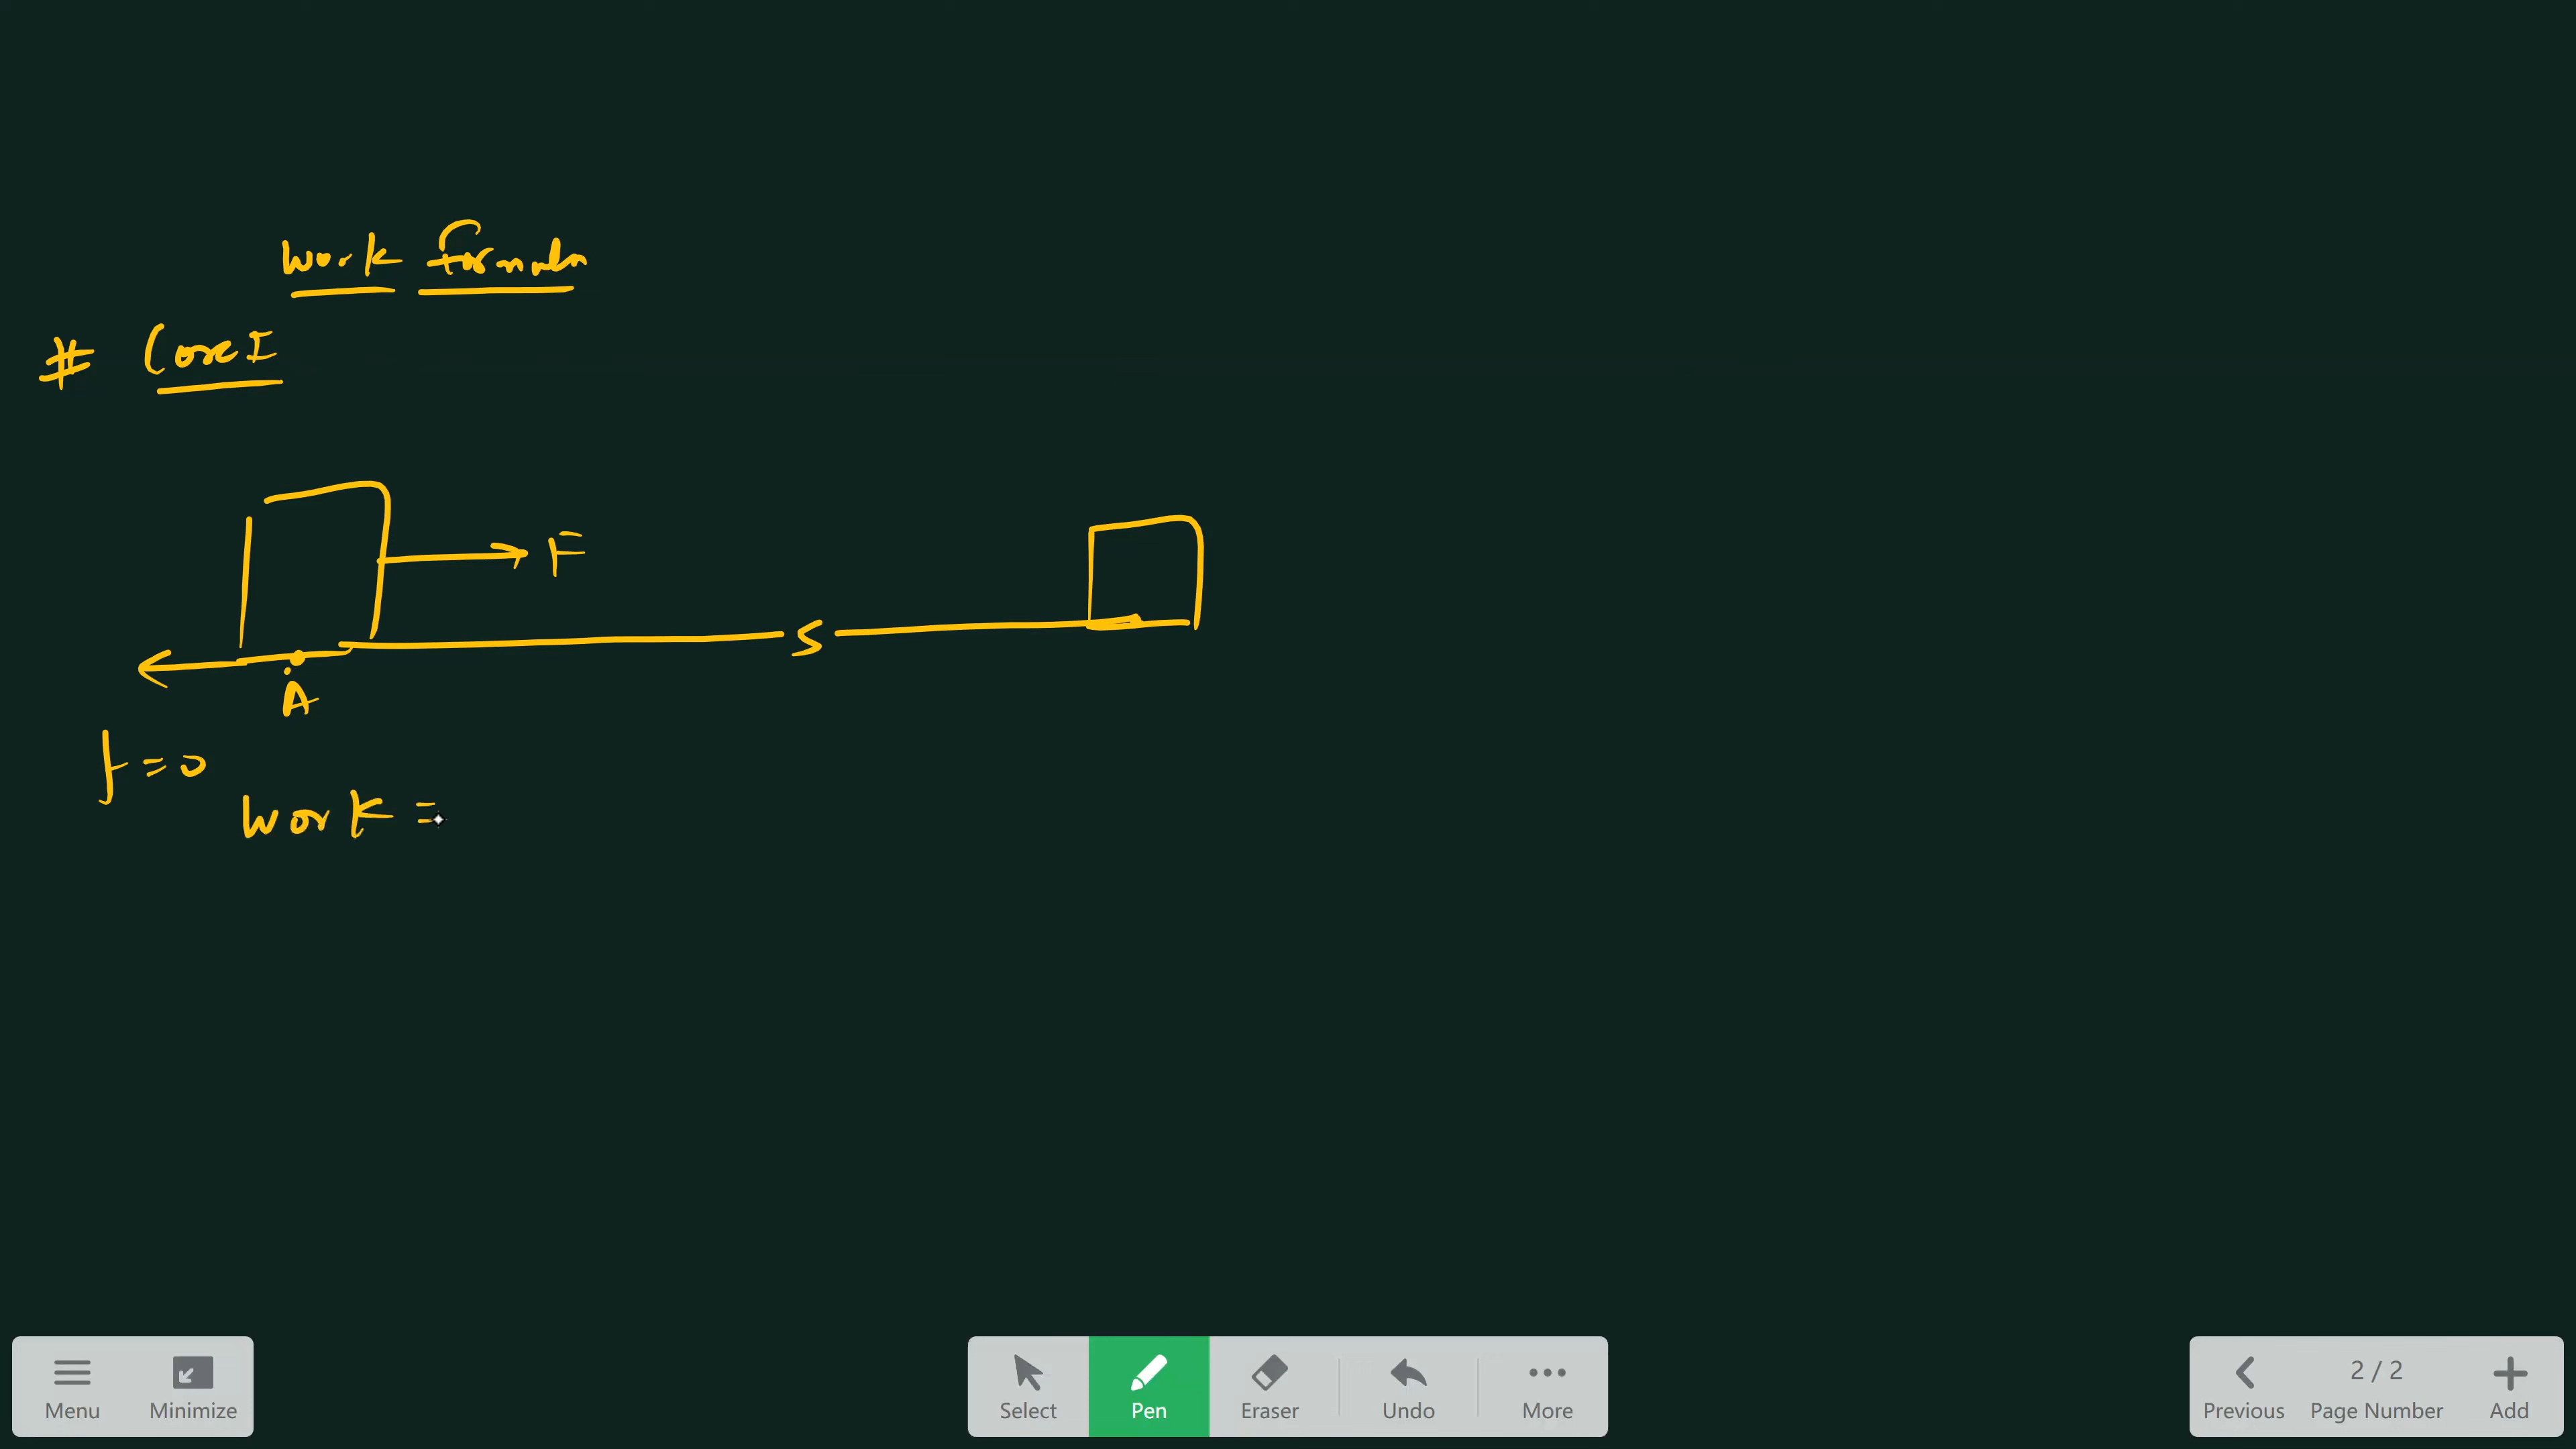 Work formula
# Case I
F
S
A
f = 0
Work =
Menu Minimize Select Pen Eraser Undo More Previous 2 / 2 Page Number Add